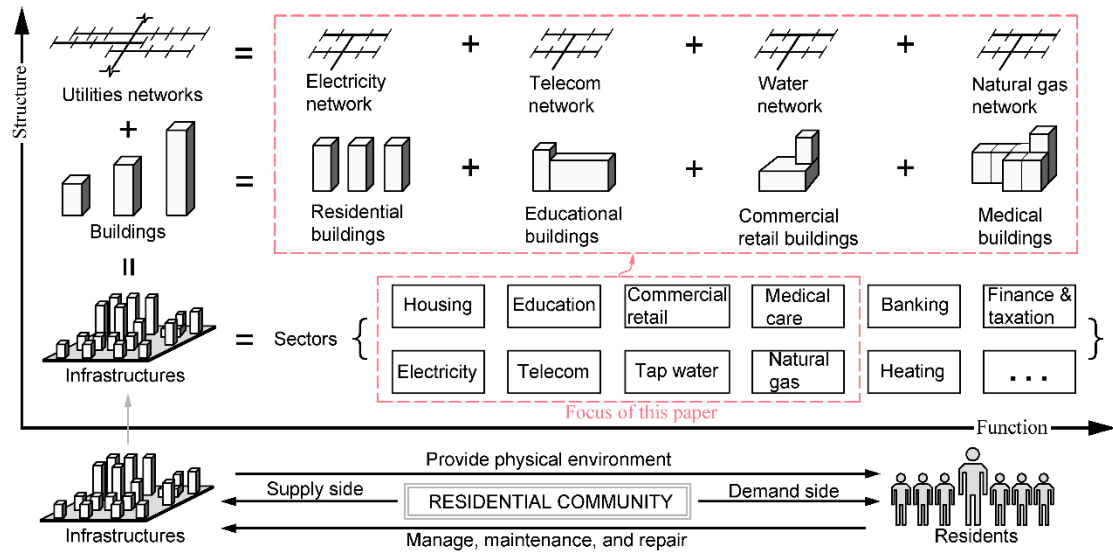 Structure
Utilities networks
=
Electricity
network
+
Telecom
network
+
Water
network
+
Natural gas
network
+
Buildings
=
Residential
buildings
+
Educational
buildings
+
Commercial
retail buildings
+
Medical
buildings
=
Infrastructures
=
Sectors
{
Housing
Education
Commercial
retail
Medical
care
Banking
Finance &
taxation
Electricity
Telecom
Tap water
Natural
gas
Heating
...
}
Focus of this paper
Function
Provide physical environment
Supply side
RESIDENTIAL COMMUNITY
Demand side
Infrastructures
Manage, maintenance, and repair
Residents